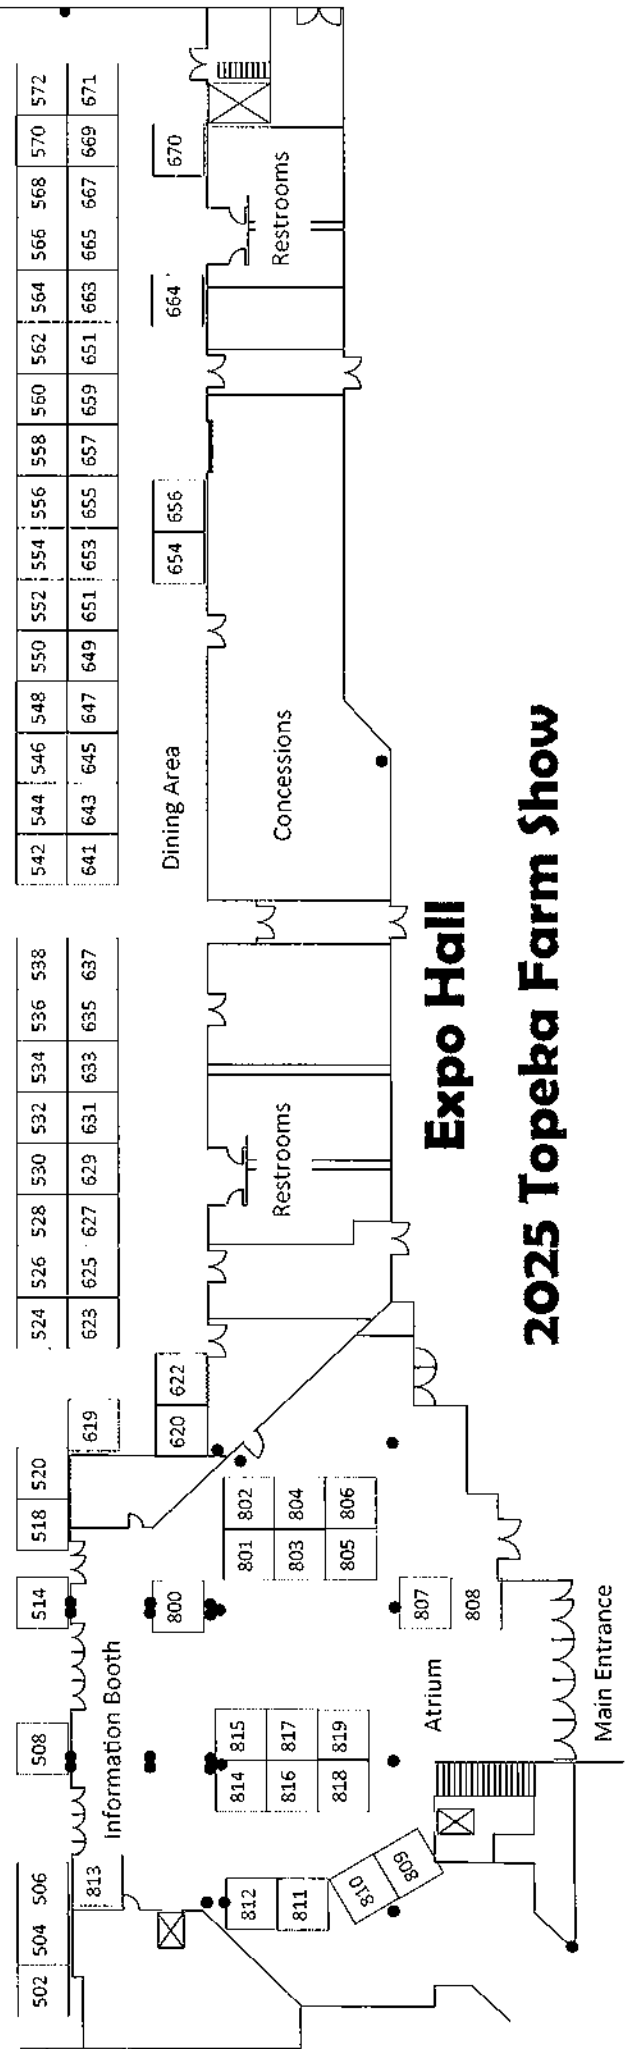 502 504 506 508 514 518 520 524 526 528 530 532 534 536 538 542 544 546 548 550 552 554 556 558 560 562 564 566 568 570 572
813 619 623 625 627 629 631 633 635 637 641 643 645 647 649 651 653 655 657 659 651 663 665 667 669 671
Information Booth
800
620 622
Dining Area
654 656
664
670
812 814 815 801 802
Restrooms
Concessions
Restrooms
811 816 817 803 804
810 818 819 805 806
809
Atrium
807
808
Expo Hall
2025 Topeka Farm Show
Main Entrance